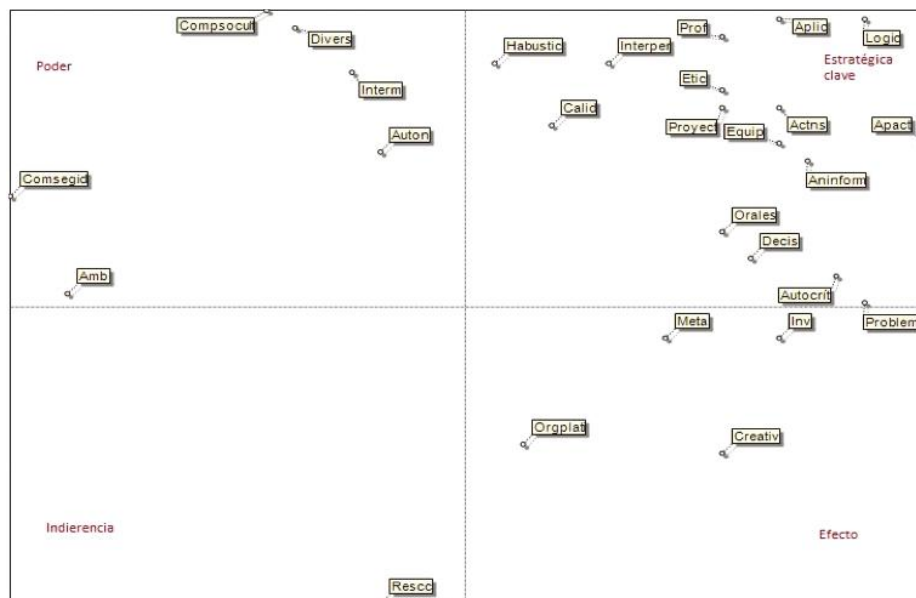 Compsocult
Divers
Poder
Interm
Auton
Comsegid
Amb
Habustic
Interper
Prof
Aplic
Logic
Estratégica
clave
Etic
Calid
Proyect
Equip
Actns
Apact
Aninform
Orales
Decis
Autocrit
Meta
Inv
Problem
Orgplat
Creativ
Indierencia
Efecto
Rescc